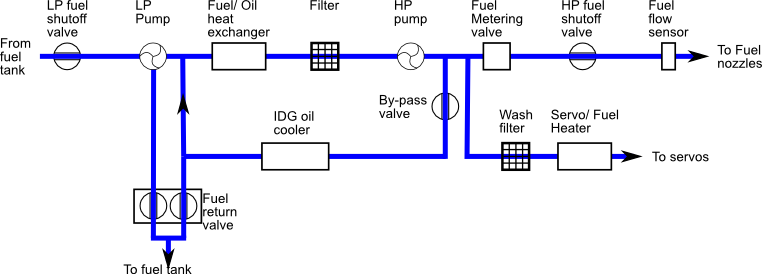 LP fuel
shutoff
valve
LP
Pump
Fuel/ Oil
heat
exchanger
Filter
HP
pump
Fuel
Metering
valve
HP fuel
shutoff
valve
Fuel
flow
sensor
From
fuel
tank
To Fuel
nozzles
By-pass
valve
IDG oil
cooler
Wash
filter
Servo/ Fuel
Heater
To servos
Fuel
return
valve
To fuel tank